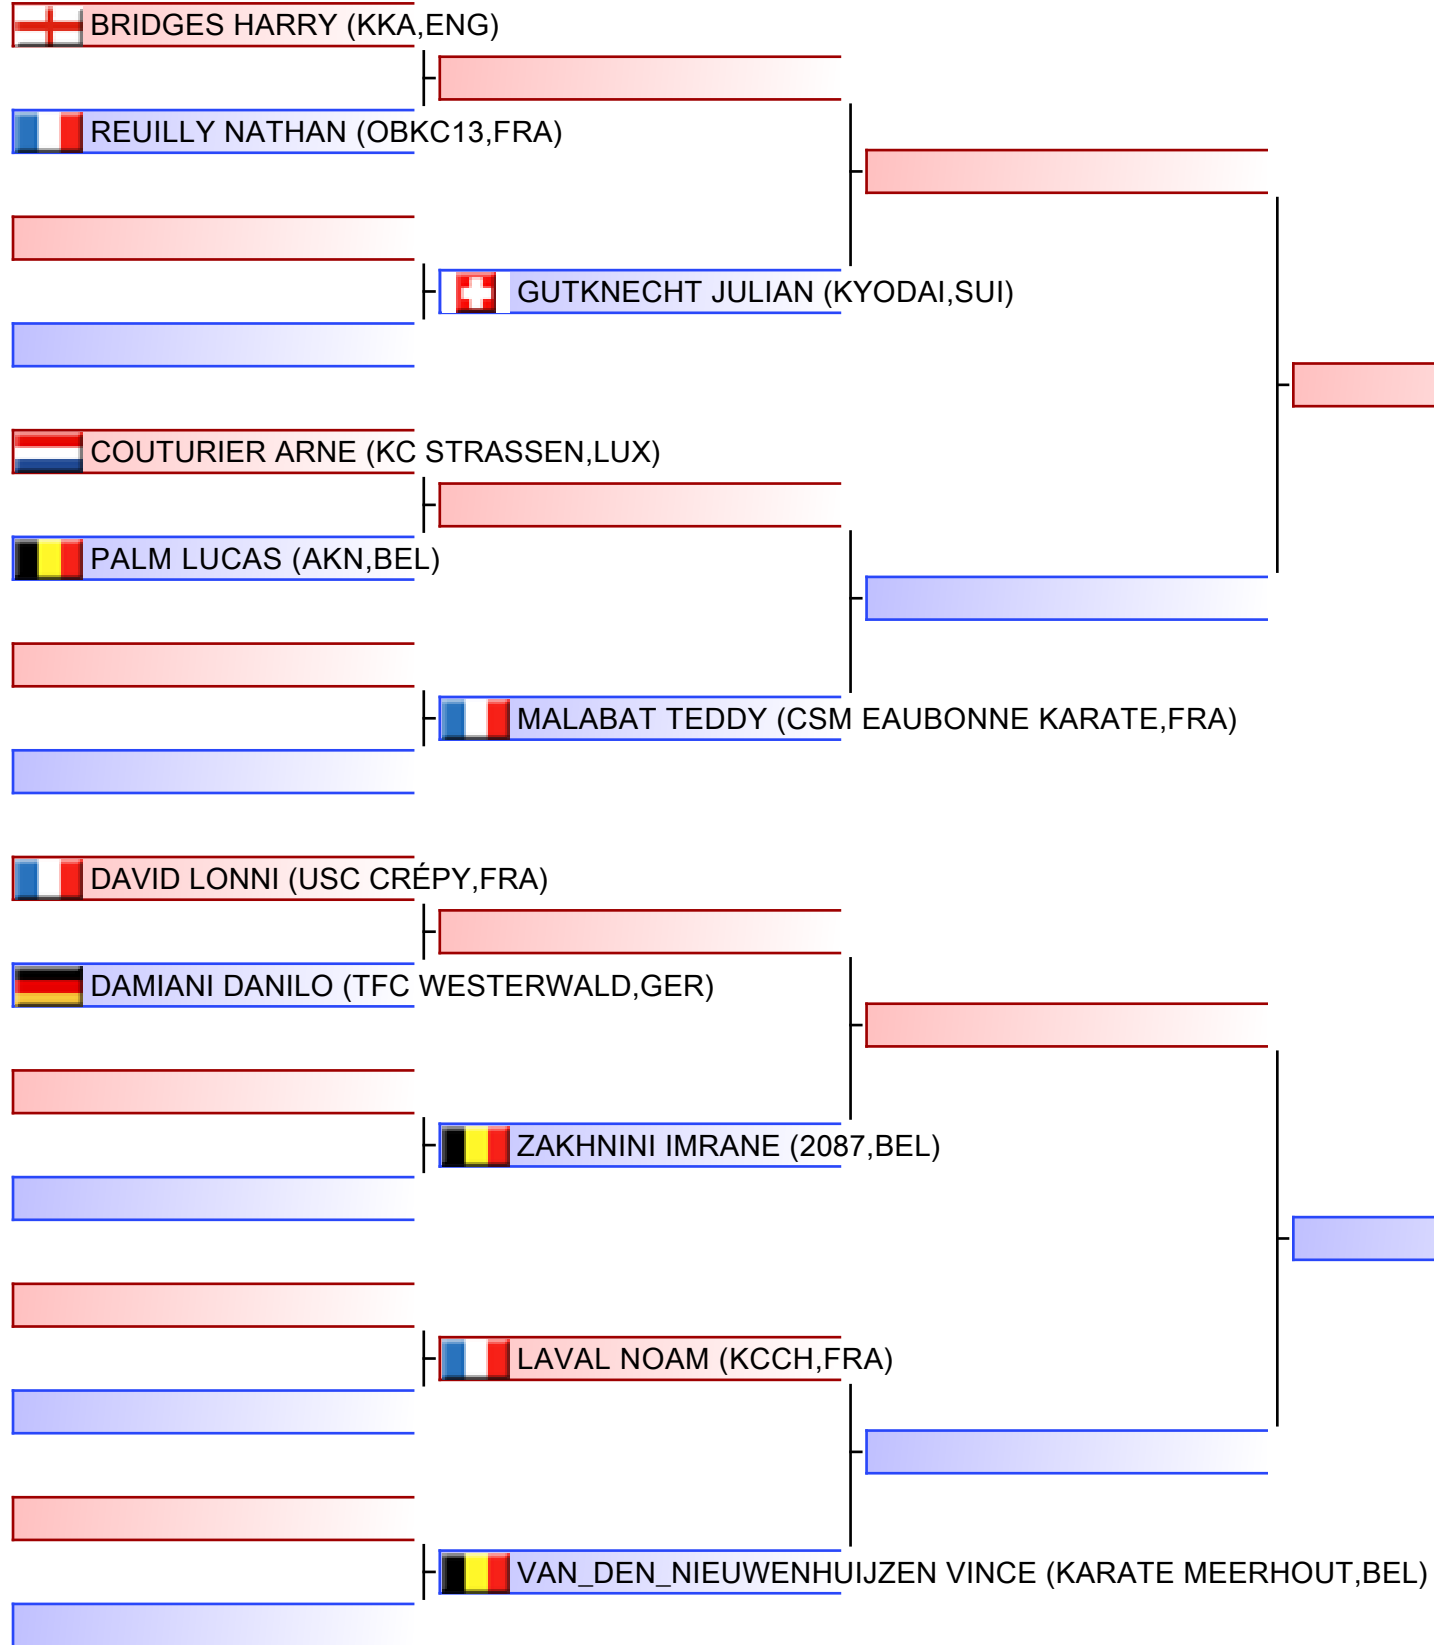 BRIDGES HARRY (KKA,ENG)
REUILLY NATHAN (OBKC13,FRA)
GUTKNECHT JULIAN (KYODAI,SUI)
COUTURIER ARNE (KC STRASSEN,LUX)
PALM LUCAS (AKN,BEL)
MALABAT TEDDY (CSM EAUBONNE KARATE,FRA)
DAVID LONNI (USC CRÉPY,FRA)
DAMIANI DANILO (TFC WESTERWALD,GER)
ZAKHNINI IMRANE (2087,BEL)
LAVAL NOAM (KCCH,FRA)
VAN_DEN_NIEUWENHUIJZEN VINCE (KARATE MEERHOUT,BEL)